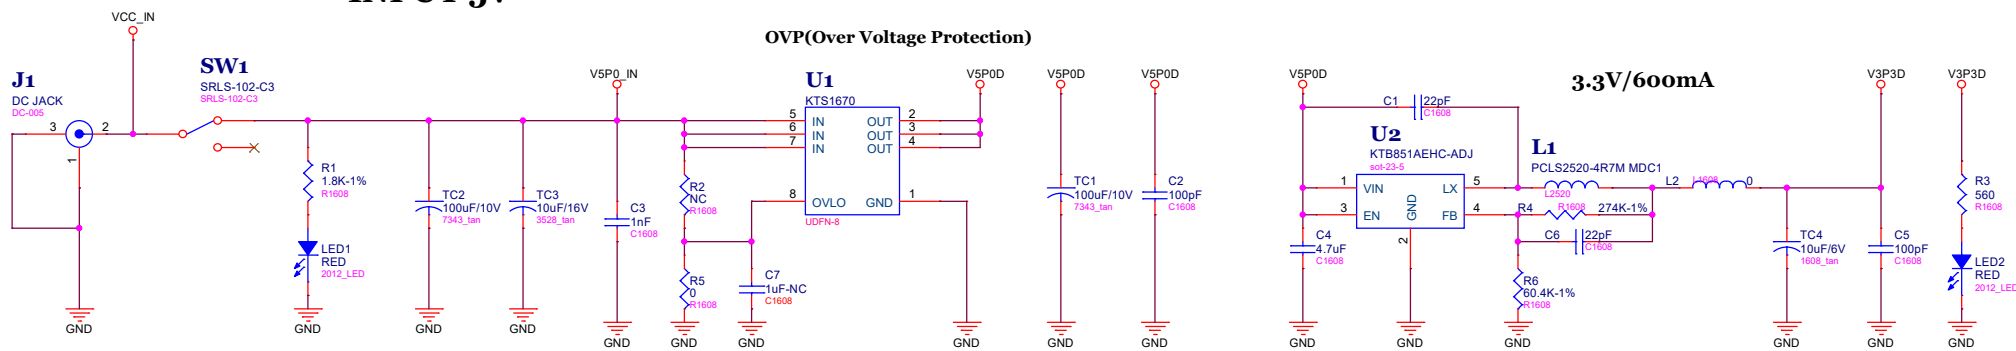 INPUT 5V
VCC_IN
J1
DC JACK
DC-005
3
2
1
GND
SW1
SRLS-102-C3
SRLS-102-C3
R1
1.8K-1%
R1608
LED1
RED
2012_LED
GND
TC2
100uF/10V
7343_tan
GND
TC3
10uF/16V
3528_tan
GND
V5P0_IN
C3
1nF
C1608
GND
R2
NC
R1608
R5
0
R1608
GND
C7
1uF-NC
C1608
GND
OVP(Over Voltage Protection)
U1
KTS1670
5 IN OUT 2
6 IN OUT 3
7 IN OUT 4
8 OVLO GND 1
UDFN-8
GND
V5P0D
V5P0D
TC1
100uF/10V
7343_tan
GND
V5P0D
C2
100pF
C1608
GND
V5P0D
3.3V/600mA
C1 22pF
C1608
U2
KTB851AEHC-ADJ
sot-23-5
1 VIN LX 5
3 EN FB 4
GND
2
GND
C4
4.7uF
C1608
GND
L1
PCLS2520-4R7M MDC1
L2520
R4 R1608 274K-1%
C6 22pF
C1608
R6
60.4K-1%
R1608
GND
L2 L1608 0
TC4
10uF/6V
1608_tan
GND
V3P3D
C5
100pF
C1608
GND
V3P3D
R3
560
R1608
LED2
RED
2012_LED
GND